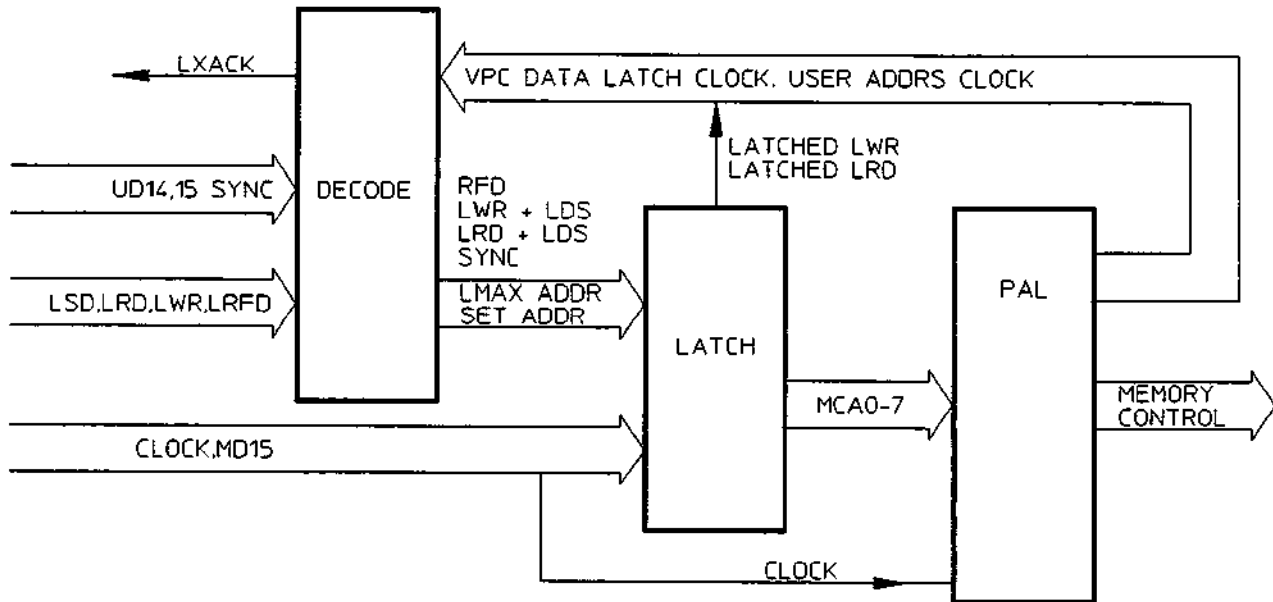 LXACK
VPC DATA LATCH CLOCK, USER ADDRS CLOCK
LATCHED LWR
LATCHED LRD
UD14,15 SYNC
DECODE
RFD
LWR + LDS
LRD + LDS
SYNC
LSD,LRD,LWR,LRFD
LMAX ADDR
SET ADDR
PAL
LATCH
MCA0-7
MEMORY
CONTROL
CLOCK,MD15
CLOCK